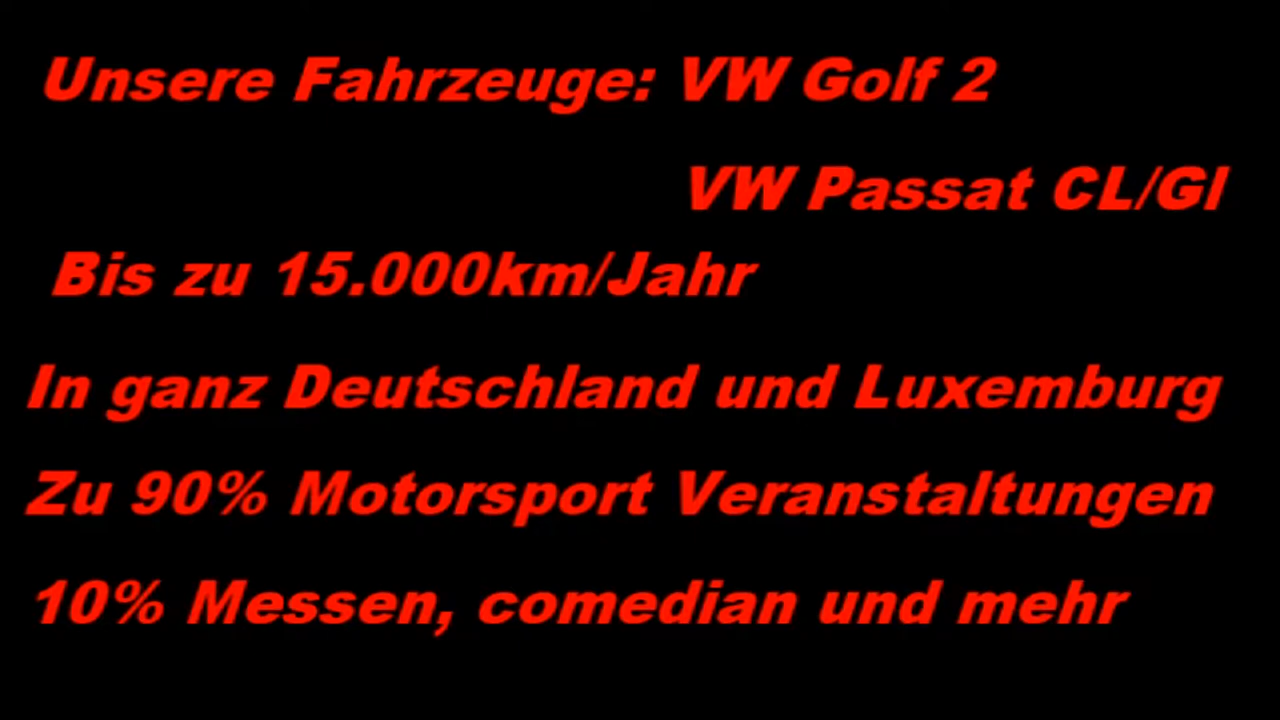 Unsere Fahrzeuge: VW Golf 2
VW Passat CL/Gl
Bis zu 15.000km/Jahr
In ganz Deutschland und Luxemburg
Zu 90% Motorsport Veranstaltungen
10% Messen, comedian und mehr